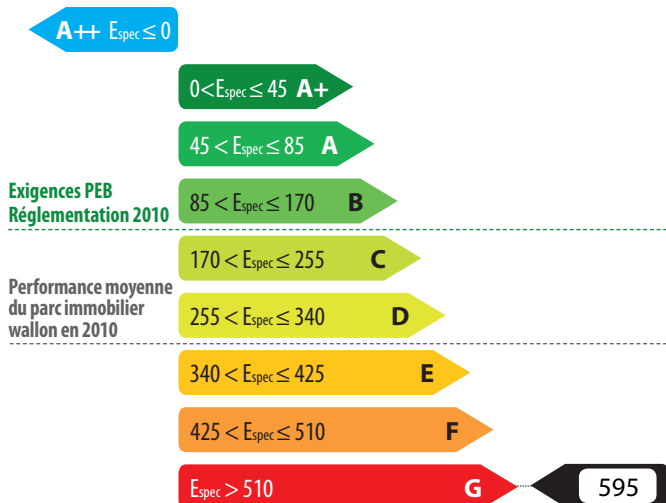 A++ Espec ≤ 0
0 < Espec ≤ 45 A+
45 < Espec ≤ 85 A
Exigences PEB
Réglementation 2010
85 < Espec ≤ 170 B
170 < Espec ≤ 255 C
Performance moyenne
du parc immobilier
wallon en 2010
255 < Espec ≤ 340 D
340 < Espec ≤ 425 E
425 < Espec ≤ 510 F
Espec > 510 G
595